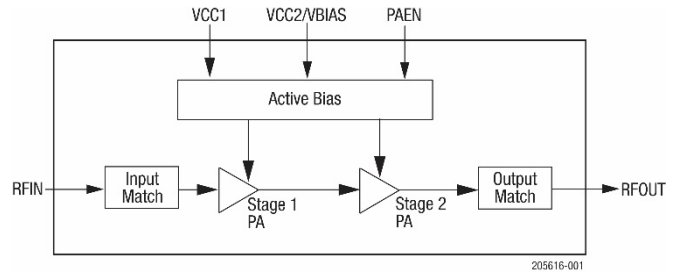 VCC1 VCC2/VBIAS PAEN
Active Bias
RFIN
Input
Match
Stage 1
PA
Stage 2
PA
Output
Match
RFOUT
205616-001